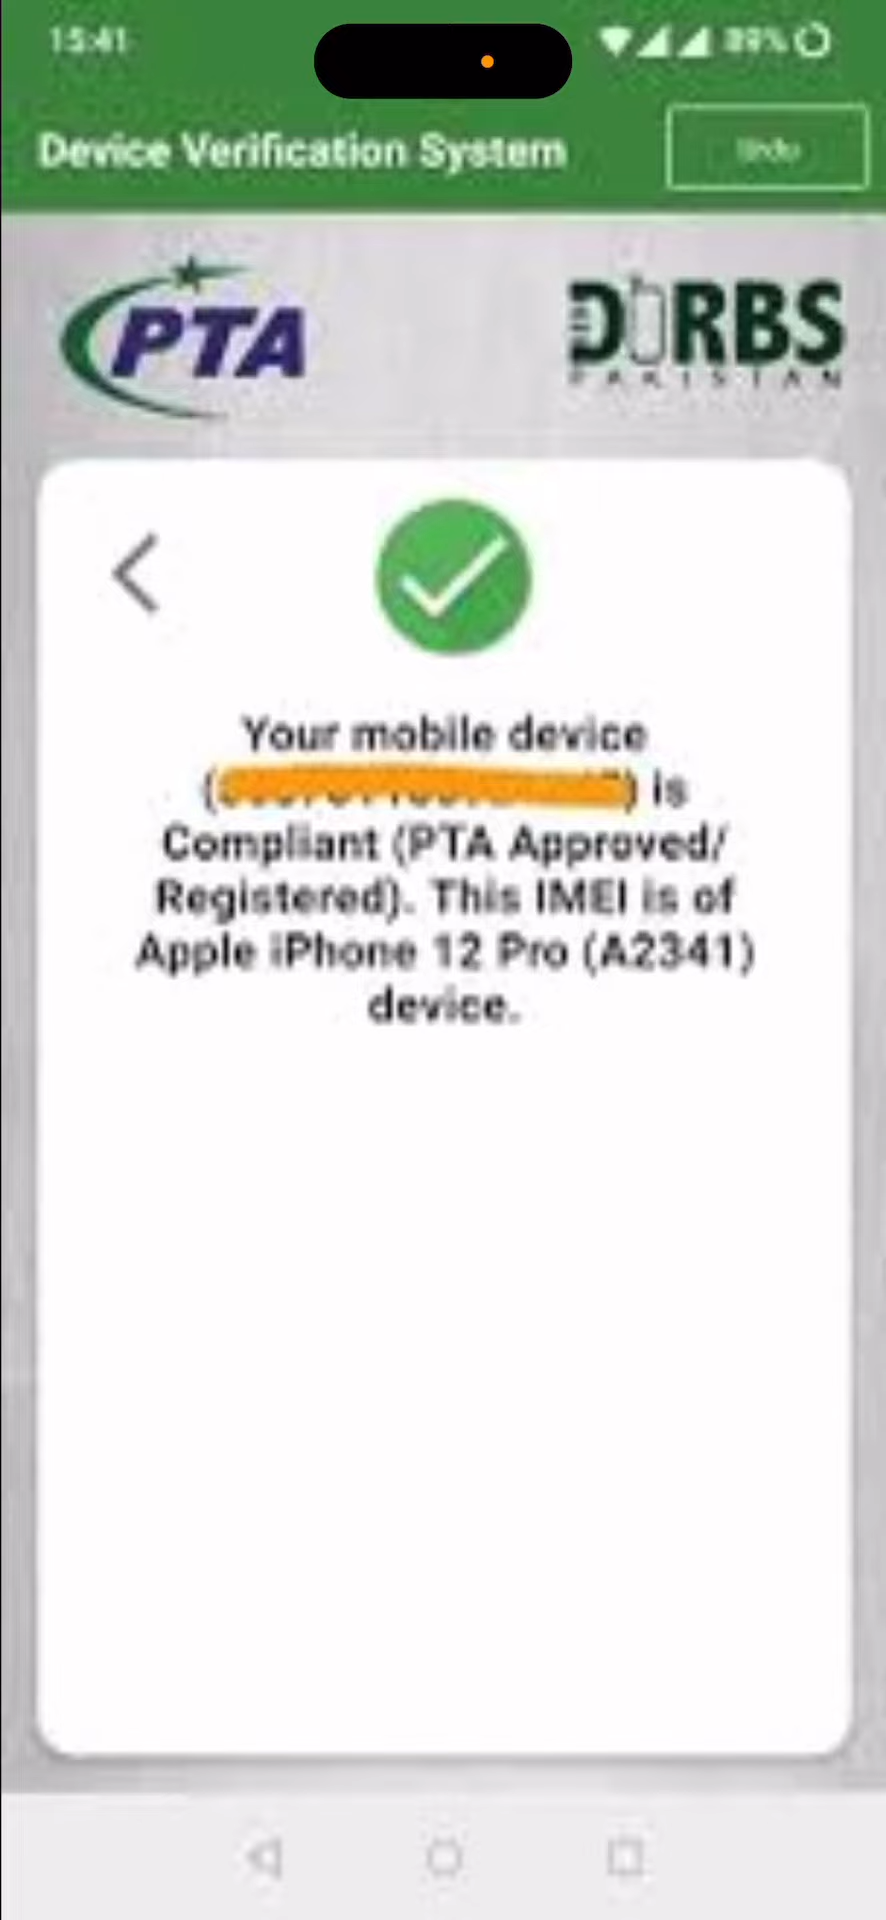 15:41
89%
Device Verification System
Urdu
PTA
DIRBS
PAKISTAN
Your mobile device
( ) is
Compliant (PTA Approved/
Registered). This IMEI is of
Apple iPhone 12 Pro (A2341)
device.